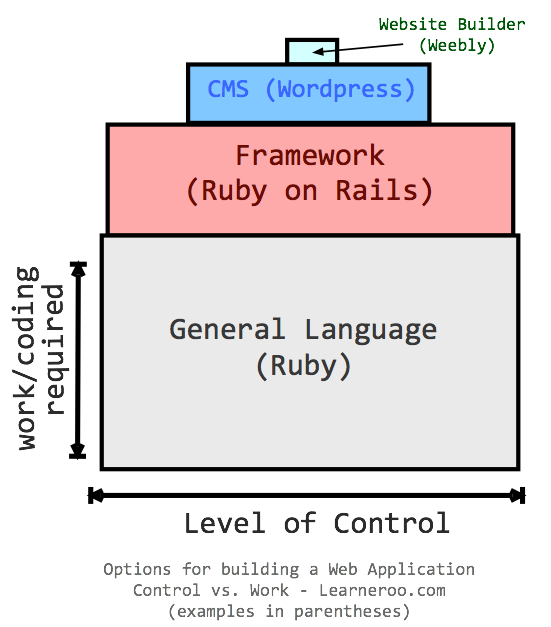 Website Builder
(Weebly)
CMS (Wordpress)
Framework
(Ruby on Rails)
General Language
(Ruby)
work/coding
required
Level of Control
Options for building a Web Application
Control vs. Work - Learneroo.com
(examples in parentheses)